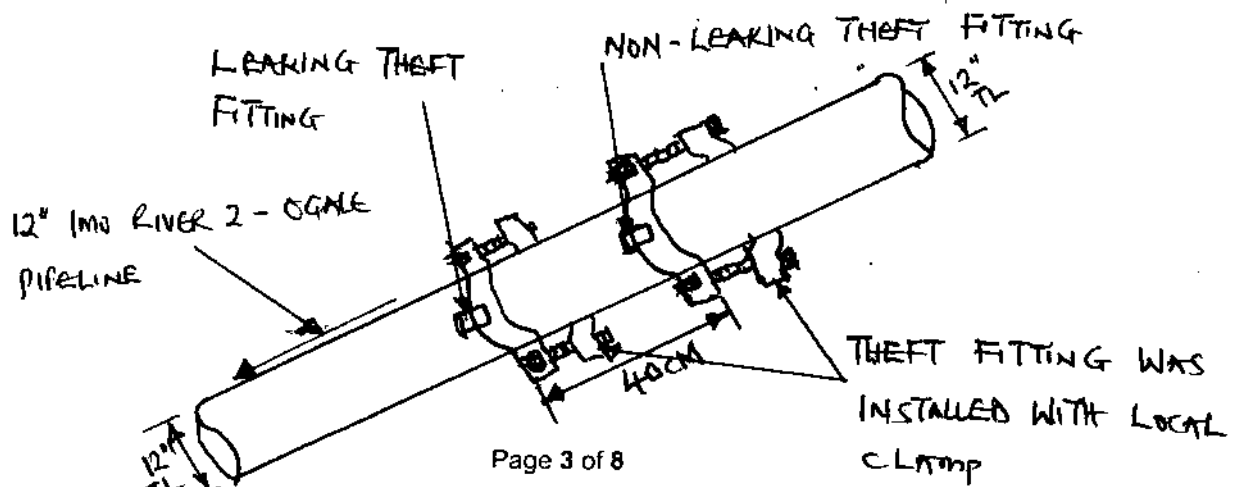 LEAKING THEFT
FITTING
NON-LEAKING THEFT FITTING
12"
TL
12" IMO RIVER 2 - OGALE
PIPELINE
40CM
THEFT FITTING WAS
INSTALLED WITH LOCAL
CLAMP
12"
Page 3 of 8